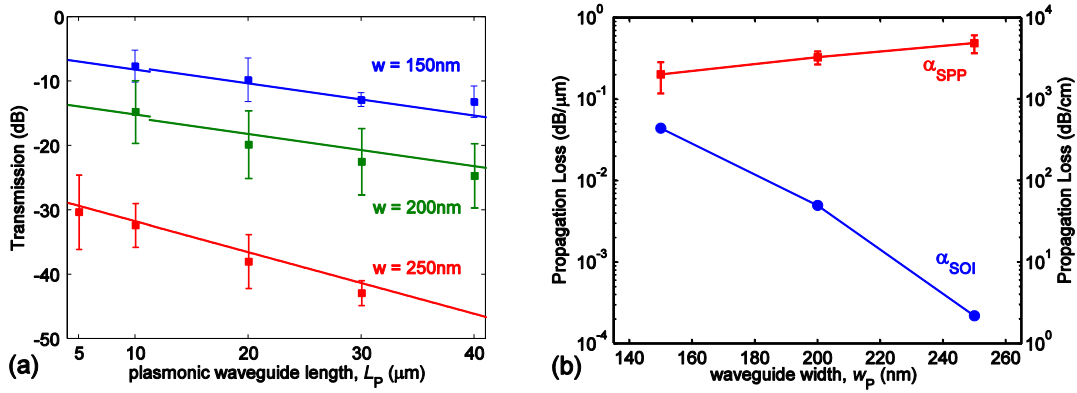 0
-10
-20
-30
-40
-50
Transmission (dB)
w = 150nm
w = 200nm
w = 250nm
5 10 20 30 40
plasmonic waveguide length, L_P (μm)
(a)
10^0
10^-1
10^-2
10^-3
10^-4
Propagation Loss (dB/μm)
α_SPP
α_SOI
10^4
10^3
10^2
10^1
10^0
Propagation Loss (dB/cm)
140 160 180 200 220 240 260
waveguide width, w_P (nm)
(b)